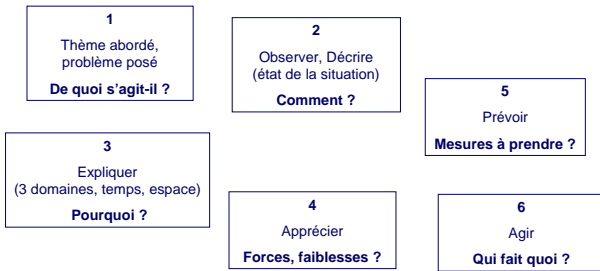 1
Thème abordé,
problème posé
De quoi s'agit-il ?
2
Observer, Décrire
(état de la situation)
Comment ?
3
Expliquer
(3 domaines, temps, espace)
Pourquoi ?
4
Apprécier
Forces, faiblesses ?
5
Prévoir
Mesures à prendre ?
6
Agir
Qui fait quoi ?